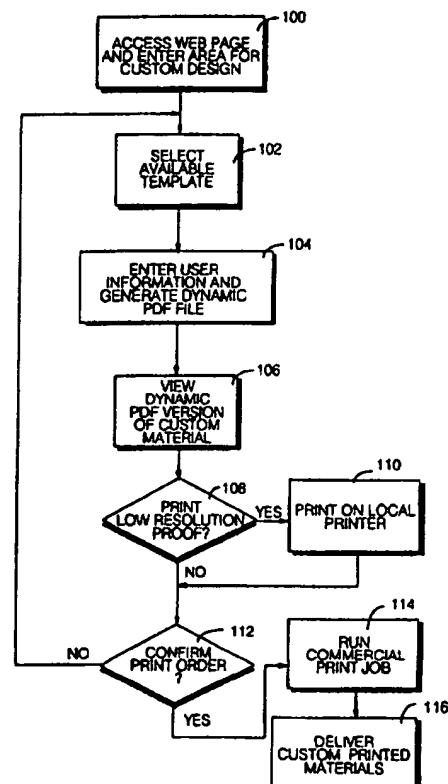 100
ACCESS WEB PAGE
AND ENTER AREA FOR
CUSTOM DESIGN
102
SELECT
AVAILABLE
TEMPLATE
104
ENTER USER
INFORMATION AND
GENERATE DYNAMIC
PDF FILE
106
VIEW
DYNAMIC
PDF VERSION
OF CUSTOM
MATERIAL
108
PRINT
LOW RESOLUTION
PROOF?
YES
110
PRINT ON LOCAL
PRINTER
NO
112
CONFIRM
PRINT ORDER
?
NO
YES
114
RUN
COMMERCIAL
PRINT JOB
116
DELIVER
CUSTOM PRINTED
MATERIALS